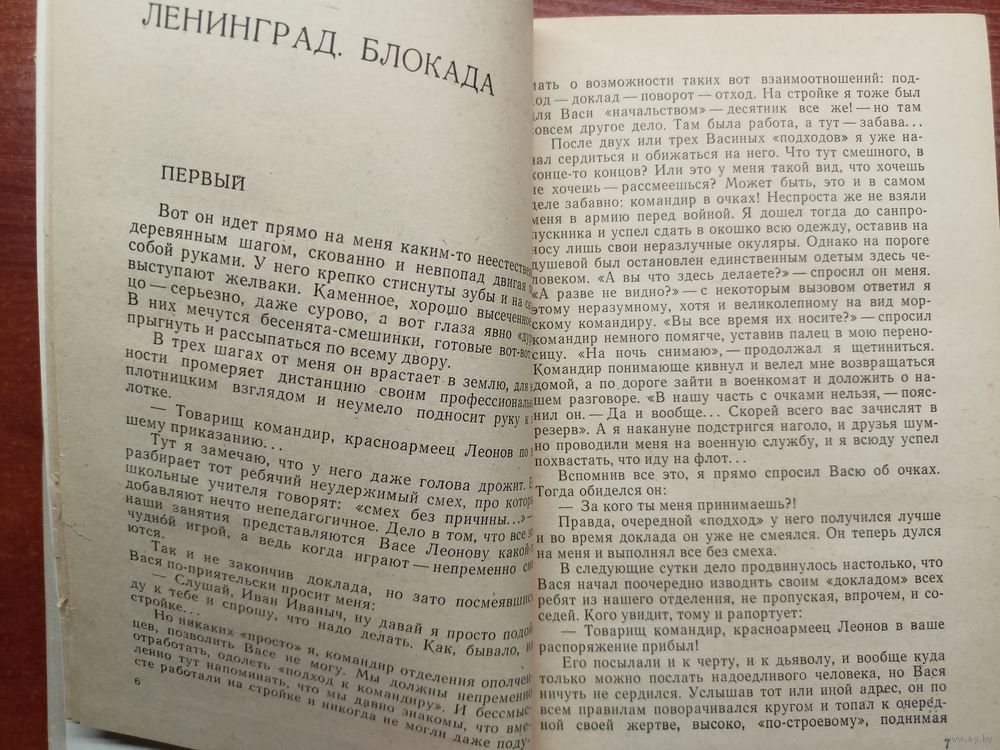 ЛЕНИНГРАД. БЛОКАДА
ПЕРВЫЙ
Вот он идет прямо на меня каким-то неестествен
деревянным шагом, скованно и невпопад двигая
собой руками. У него крепко стиснуты зубы и на
выступают желваки. Каменное, хорошо высеченное
цо — серьезно, даже сурово, а вот глаза явно
В них мечутся бесенята-смешинки, готовые вот-вот
прыгнуть и рассыпаться по всему двору.
В трех шагах от меня он врастает в землю, для
ности промеряет дистанцию своим профессиональ
плотницким взглядом и неумело подносит руку к
лотке.
— Товарищ командир, красноармеец Леонов по
шему приказанию...
Тут я замечаю, что у него даже голова дрожит.
разбирает тот ребячий неудержимый смех, про котор
школьные учителя говорят: «смех без причины...» —
добавляют нечто непедагогичное. Дело в том, что все
наши занятия представляются Васе Леонову какой-
чудно́й игрой, а ведь когда играют — непременно сме
ются.
Так и не закончив доклада, но зато посмеявшись
Вася по-приятельски просит меня:
— Слушай, Иван Иваныч, ну давай я просто подой
ду к тебе и спрошу, что надо делать. Как, бывало, на
стройке...
Но никаких «просто» я, командир отделения ополчен-
цев, позволить Васе не могу. Мы должны непременно
отработать, одолеть «подход к командиру». И бессмыс-
ленно тут напоминать, что мы давно знакомы, что вме-
сте работали на стройке и никогда не могли даже поду-
6
мать о возможности таких вот взаимоотношений: под-
ход — доклад — поворот — отход. На стройке я тоже был
для Васи «начальством» — десятник все же! — но там
совсем другое дело. Там была работа, а тут — забава...
После двух или трех Васиных «подходов» я уже на-
чал сердиться и обижаться на него. Что тут смешного, в
конце-то концов? Или это у меня такой вид, что хочешь
не хочешь — рассмеешься? Может быть, это и в самом
деле забавно: командир в очках! Неспроста же не взяли
меня в армию перед войной. Я дошел тогда до санпро-
пускника и успел сдать в окошко всю одежду, оставив на
носу лишь свои неразлучные окуляры. Однако на пороге
душевой был остановлен единственным одетым здесь че-
ловеком. «А вы что здесь делаете?» — спросил он меня.
«А разве не видно?» — с некоторым вызовом ответил я
этому неразумному, хотя и великолепному на вид мор-
скому командиру. «Вы все время их носите?» — спросил
командир немного помягче, уставив палец в мою перено-
сицу. «На ночь снимаю», — продолжал я щетиниться.
Командир понимающе кивнул и велел мне возвращаться
домой, а по дороге зайти в военкомат и доложить о на-
шем разговоре. «В нашу часть с очками нельзя, — пояс-
нил он. — Да и вообще... Скорей всего вас зачислят в
резерв». А я накануне подстригся наголо, и друзья шум-
но проводили меня на военную службу, и я всюду успел
похвастать, что иду на флот...
Вспомнив все это, я прямо спросил Васю об очках.
Тогда обиделся он:
— За кого ты меня принимаешь?!
Правда, очередной «подход» у него получился лучше
и во время доклада он уже не смеялся. Он теперь дулся
на меня и выполнял все без смеха.
В следующие сутки дело продвинулось настолько, что
Вася начал поочередно изводить своим «докладом» всех
ребят из нашего отделения, не пропуская, впрочем, и со-
седей. Кого увидит, тому и рапортует:
— Товарищ командир, красноармеец Леонов в ваше
распоряжение прибыл!
Его посылали и к черту, и к дьяволу, и вообще куда
только можно послать надоедливого человека, но Вася
ничуть не сердился. Услышав тот или иной адрес, он по
всем правилам поворачивался кругом и топал к очеред-
ной своей жертве, высоко, «по-строевому», поднимая
7
www.ay.by